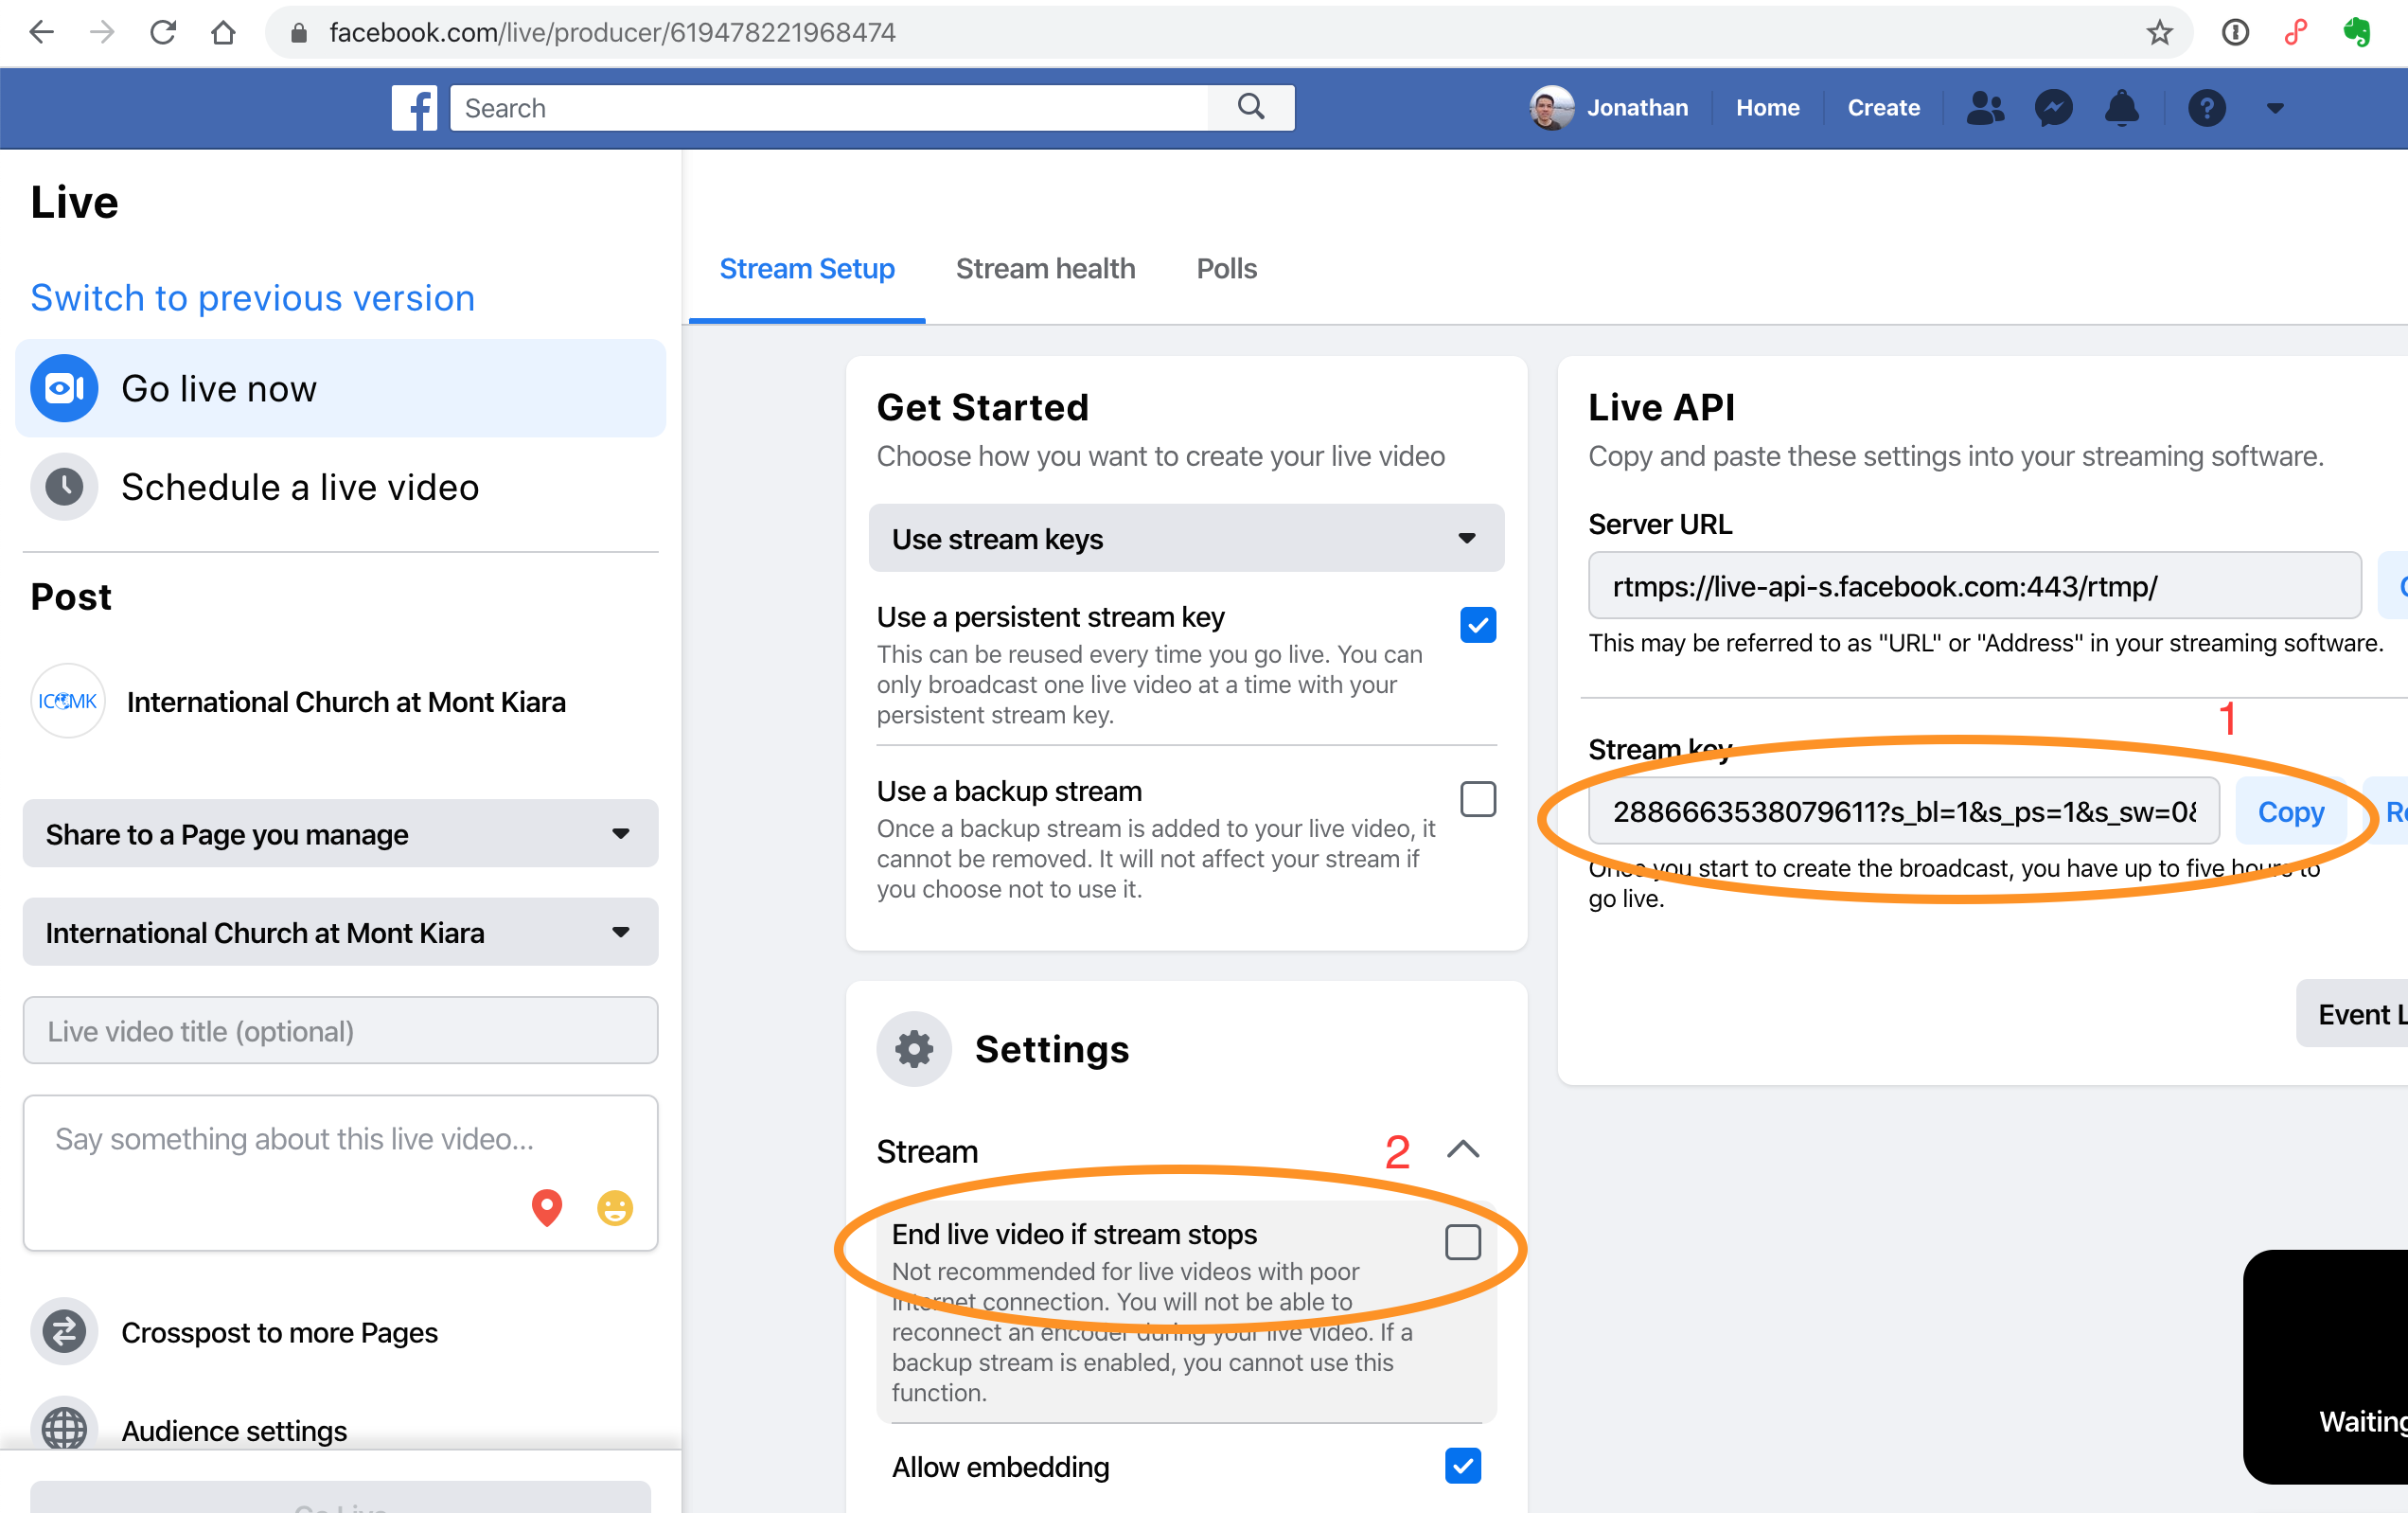 facebook.com/live/producer/619478221968474
Search
Jonathan
Home
Create
Live
Switch to previous version
Go live now
Schedule a live video
Post
IC MK
International Church at Mont Kiara
Share to a Page you manage
International Church at Mont Kiara
Live video title (optional)
Say something about this live video...
Crosspost to more Pages
Audience settings
Go Live
Stream Setup
Stream health
Polls
Get Started
Choose how you want to create your live video
Use stream keys
Use a persistent stream key
This can be reused every time you go live. You can
only broadcast one live video at a time with your
persistent stream key.
Use a backup stream
Once a backup stream is added to your live video, it
cannot be removed. It will not affect your stream if
you choose not to use it.
Settings
Stream
2
End live video if stream stops
Not recommended for live videos with poor
internet connection. You will not be able to
reconnect an encoder during your live video. If a
backup stream is enabled, you cannot use this
function.
Allow embedding
Live API
Copy and paste these settings into your streaming software.
Server URL
rtmps://live-api-s.facebook.com:443/rtmp/
This may be referred to as "URL" or "Address" in your streaming software.
1
Stream key
2886663538079611?s_bl=1&s_ps=1&s_sw=0&
Copy
Once you start to create the broadcast, you have up to five hours to
go live.
Event L
Waiting